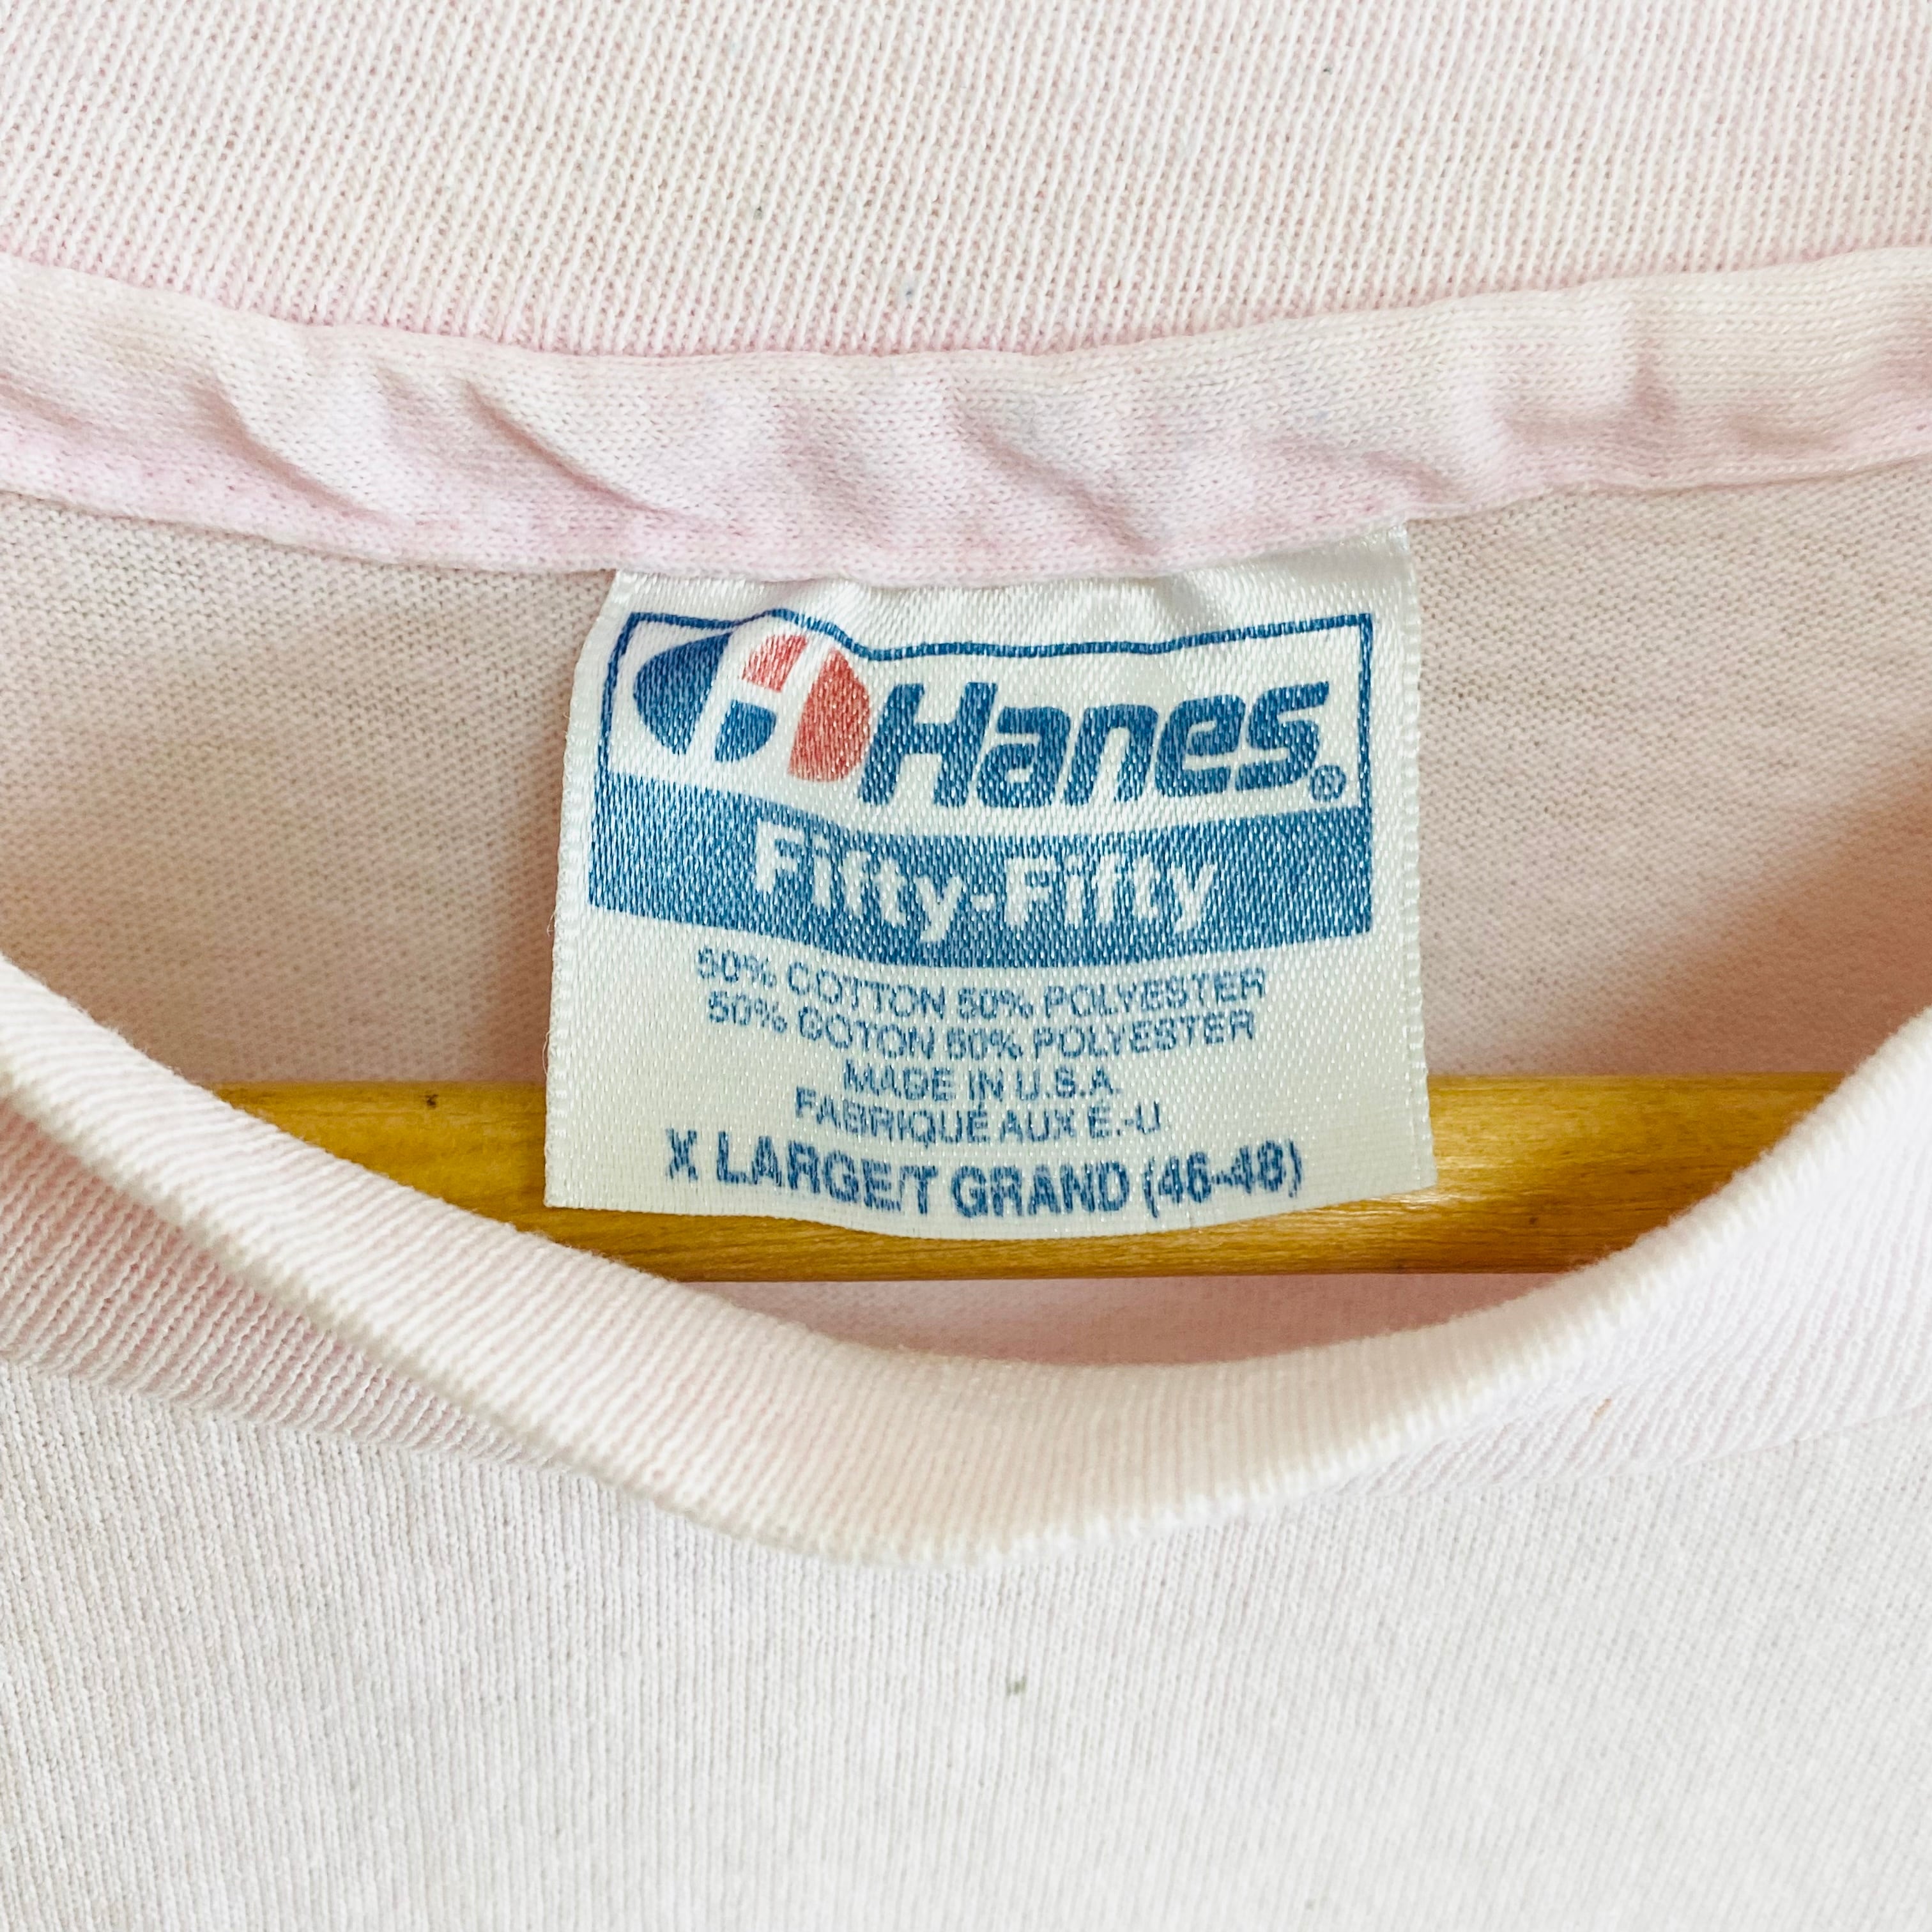 H Hanes®
Fifty-Fifty
50% COTTON 50% POLYESTER
50% COTON 50% POLYESTER
MADE IN U.S.A
FABRIQUÉ AUX É.-U
X LARGE/T GRAND (46-48)